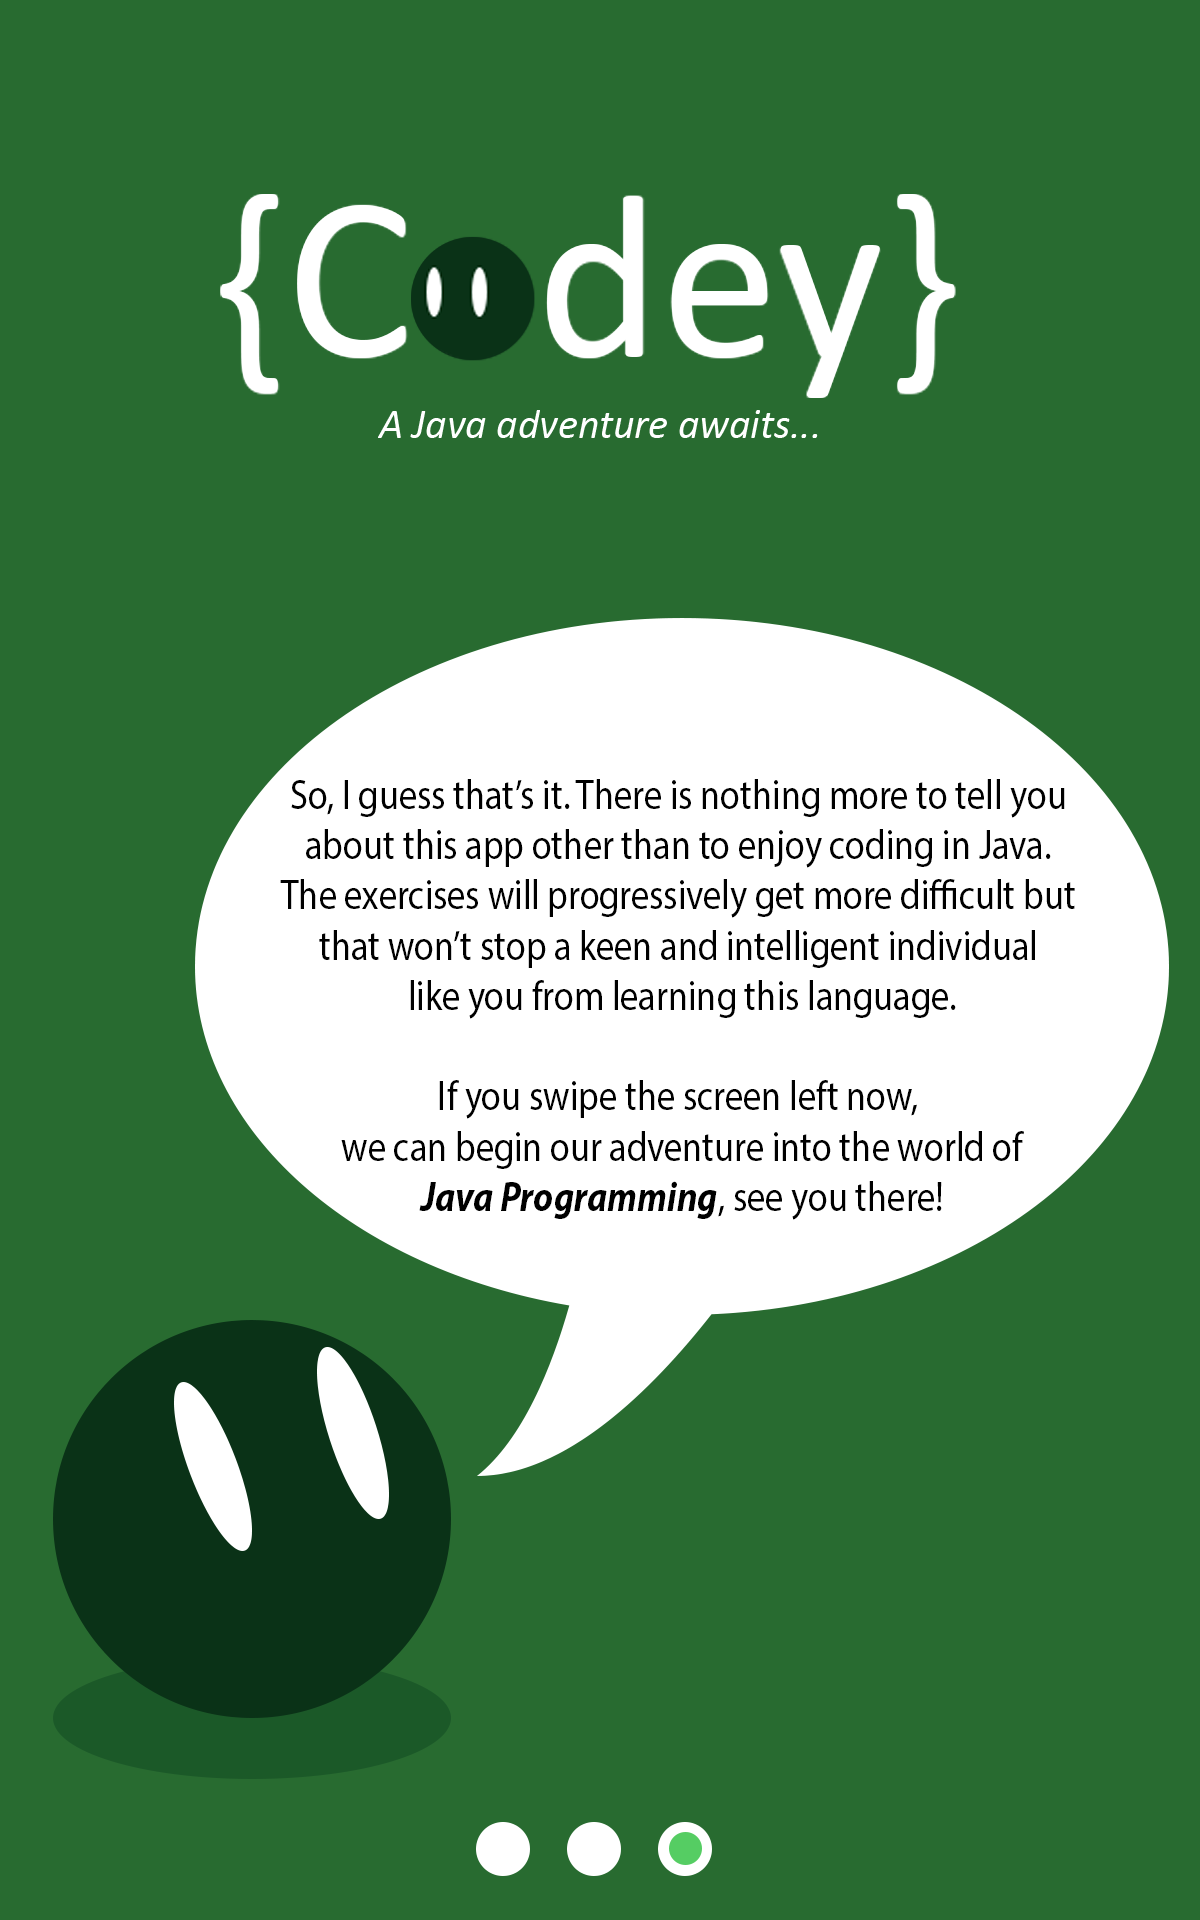 {Codey}
A Java adventure awaits...
So, I guess that’s it. There is nothing more to tell you
about this app other than to enjoy coding in Java.
The exercises will progressively get more difficult but
that won’t stop a keen and intelligent individual
like you from learning this language.
If you swipe the screen left now,
we can begin our adventure into the world of
Java Programming, see you there!